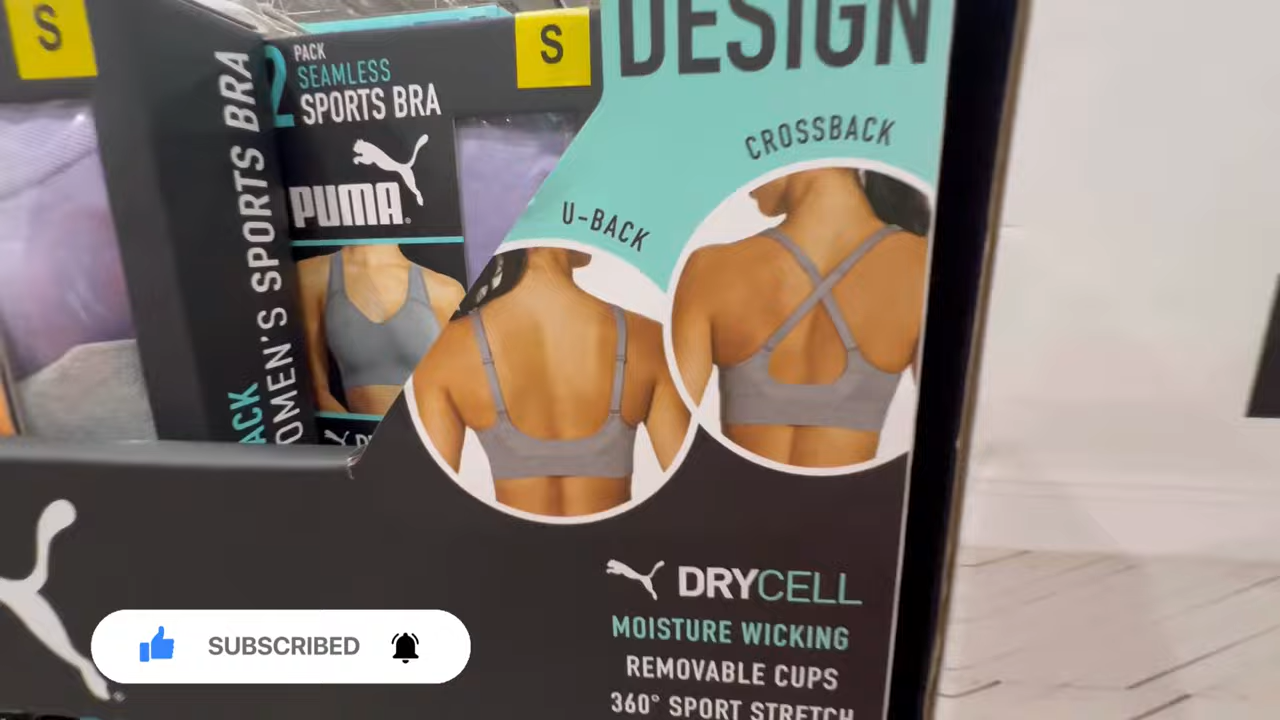 S
S
2 PACK
SEAMLESS
SPORTS BRA
PUMA
WOMEN'S SPORTS BRA
DESIGN
CROSSBACK
U-BACK
DRYCELL
MOISTURE WICKING
REMOVABLE CUPS
360° SPORT STRETCH
SUBSCRIBED